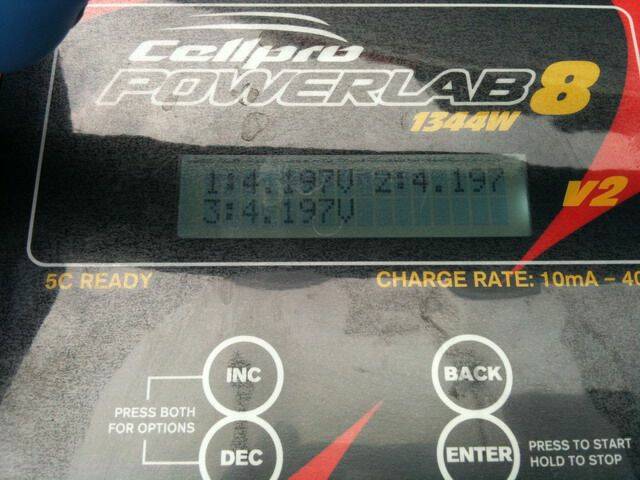 Cellpro
POWERLAB 8
1344W
1:4.197V 2:4.197
3:4.197V
v2
5C READY
CHARGE RATE: 10mA – 40
INC
BACK
PRESS BOTH
FOR OPTIONS
DEC
ENTER
PRESS TO START
HOLD TO STOP